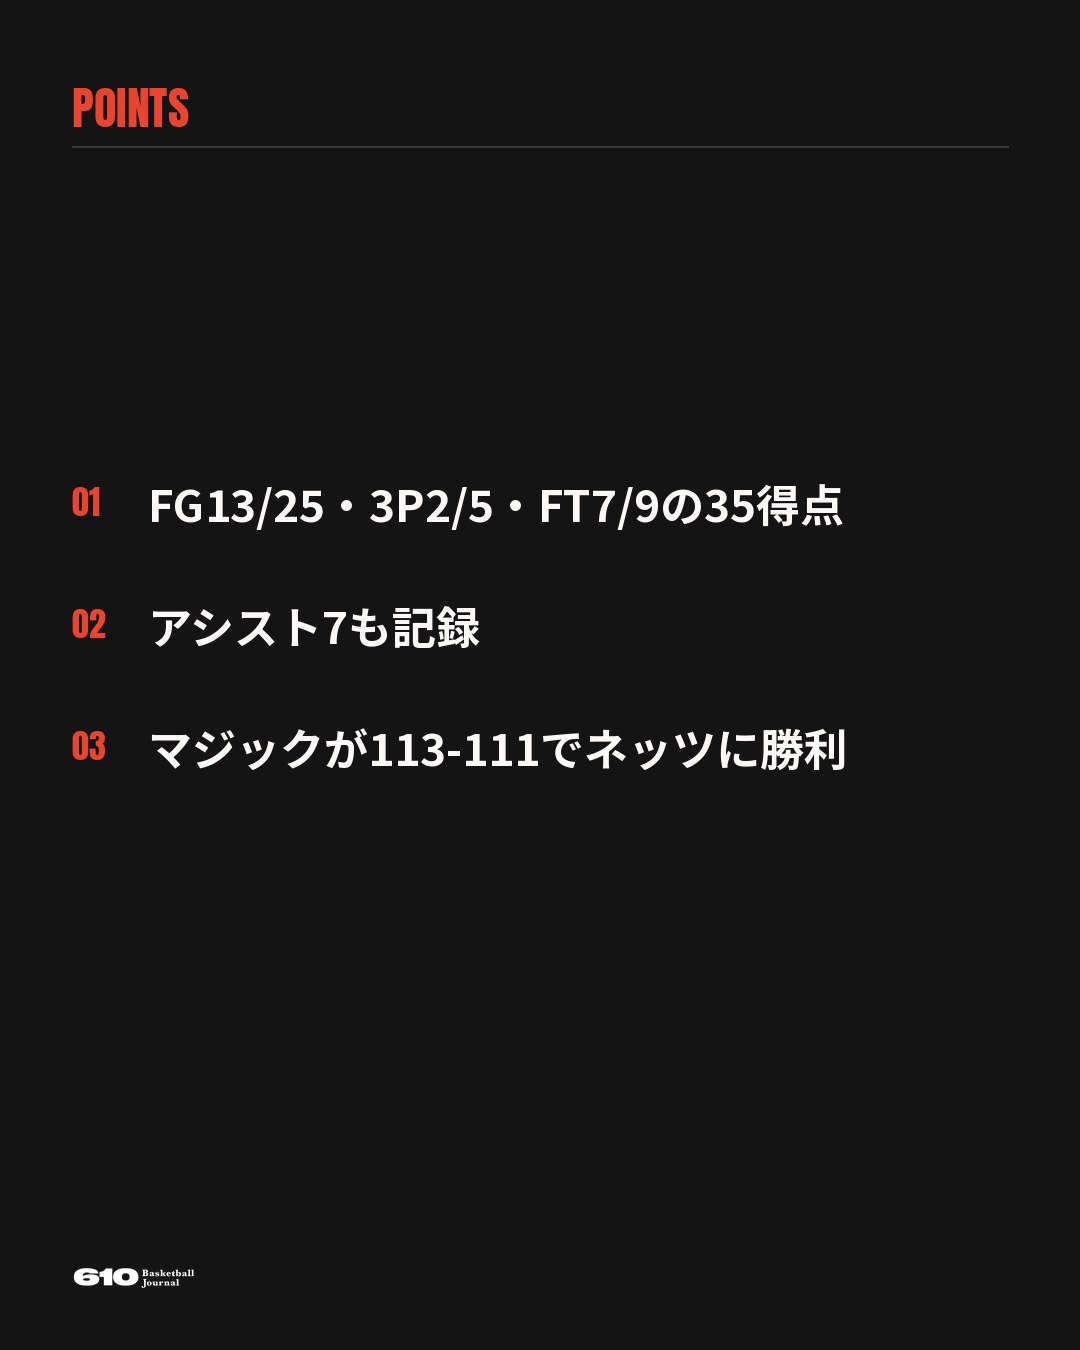 POINTS
01 FG13/25・3P2/5・FT7/9の35得点
02 アシスト7も記録
03 マジックが113-111でネッツに勝利
610 Basketball
Journal